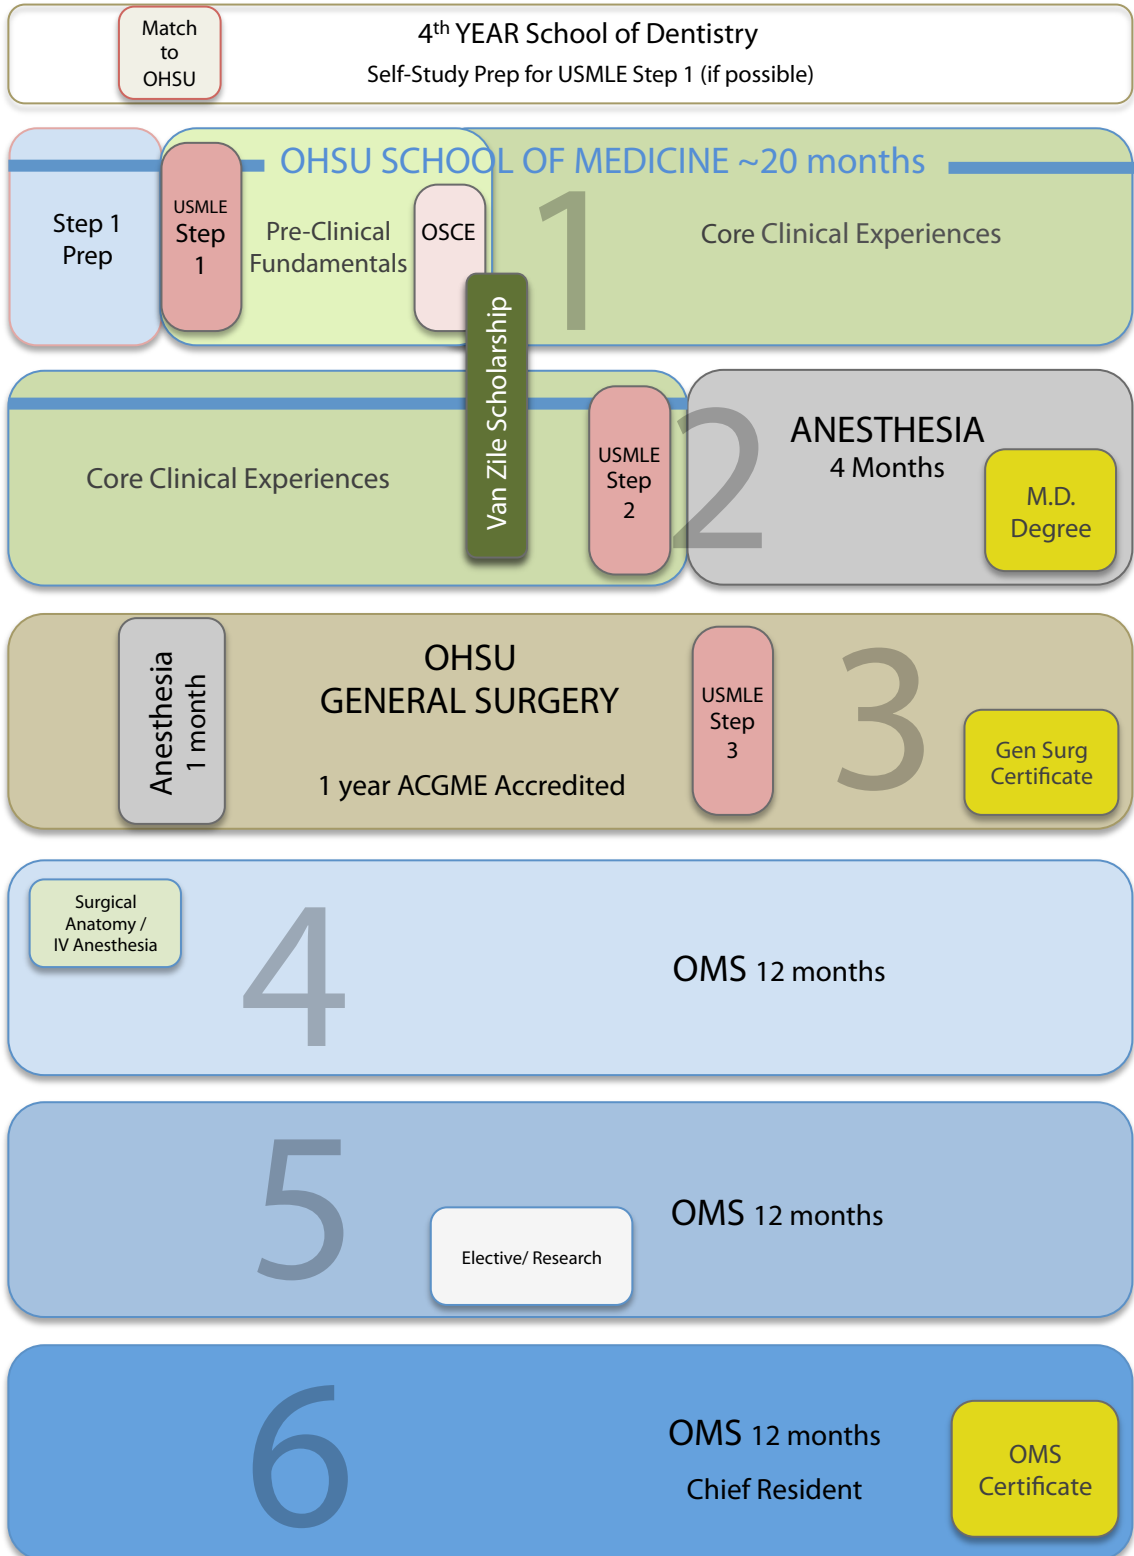 Match
to
OHSU
4th YEAR School of Dentistry
Self-Study Prep for USMLE Step 1 (if possible)
OHSU SCHOOL OF MEDICINE ~20 months
Step 1
Prep
USMLE
Step
1
Pre-Clinical
Fundamentals
OSCE
1
Core Clinical Experiences
Van Zile Scholarship
Core Clinical Experiences
USMLE
Step
2
2
ANESTHESIA
4 Months
M.D.
Degree
Anesthesia
1 month
OHSU
GENERAL SURGERY
1 year ACGME Accredited
USMLE
Step
3
3
Gen Surg
Certificate
Surgical
Anatomy /
IV Anesthesia
4
OMS 12 months
5
Elective/ Research
OMS 12 months
6
OMS 12 months
Chief Resident
OMS
Certificate